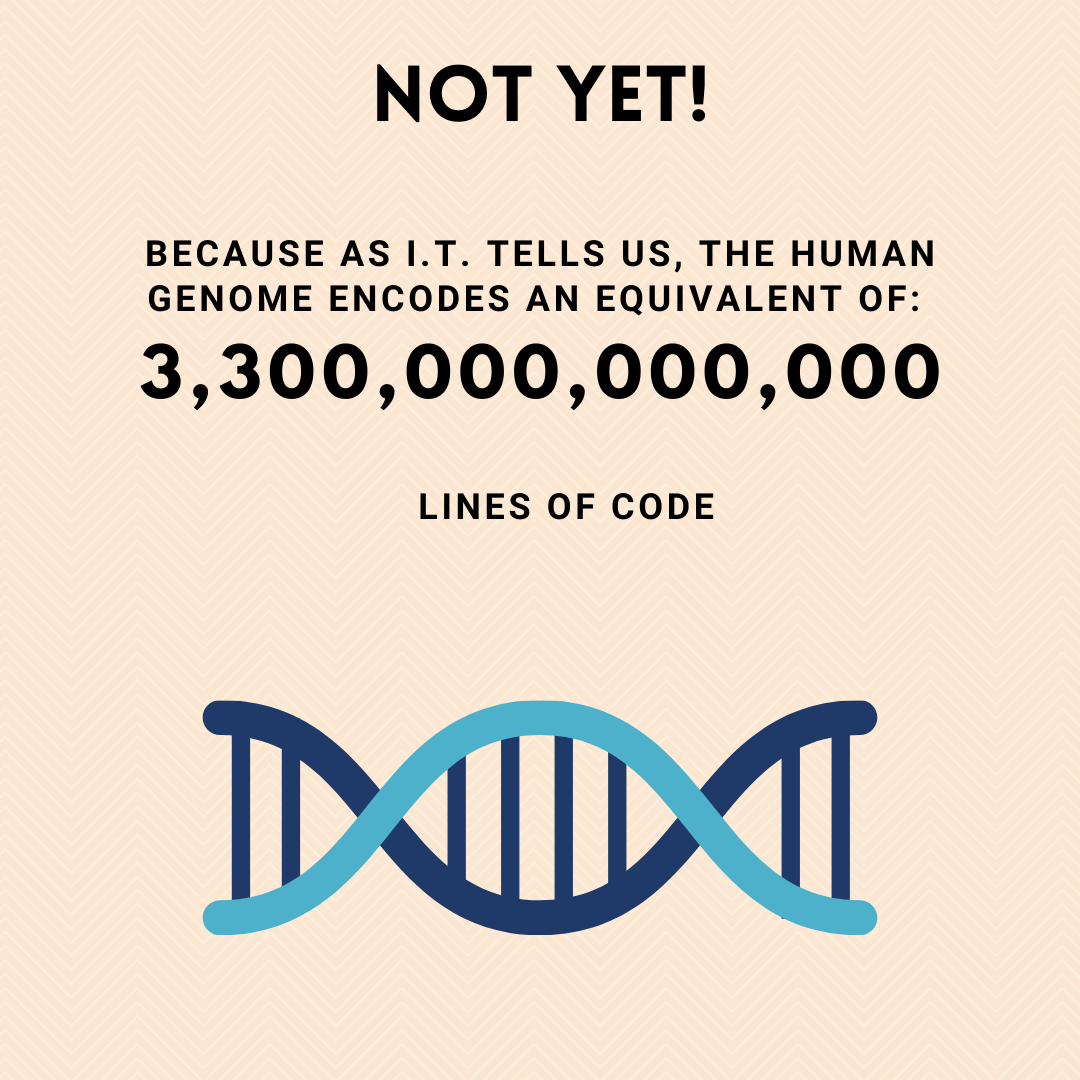 NOT YET!
BECAUSE AS I.T. TELLS US, THE HUMAN
GENOME ENCODES AN EQUIVALENT OF:
3,300,000,000,000
LINES OF CODE